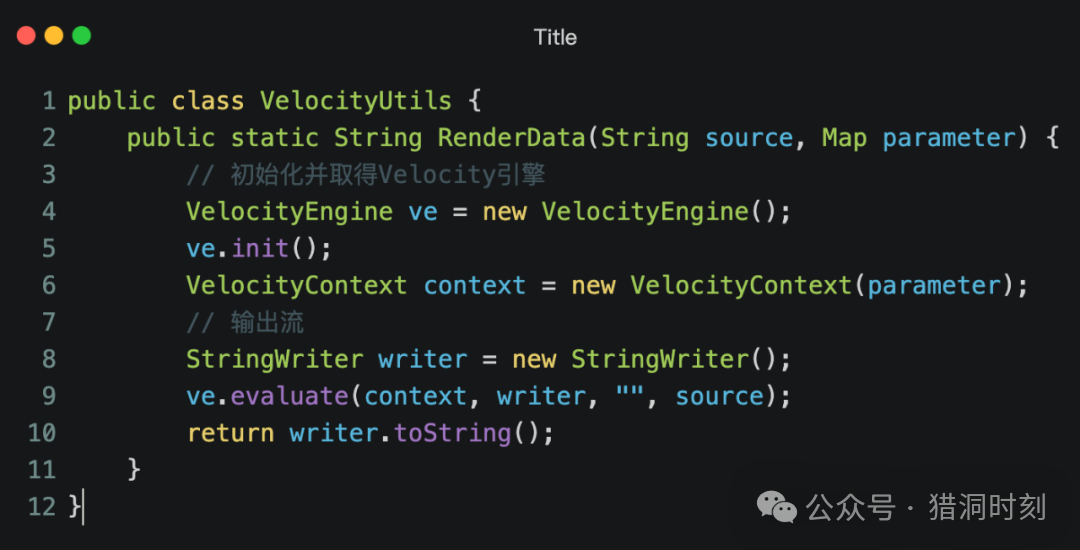 Title
1 public class VelocityUtils {
2     public static String RenderData(String source, Map parameter) {
3         // 初始化并取得Velocity引擎
4         VelocityEngine ve = new VelocityEngine();
5         ve.init();
6         VelocityContext context = new VelocityContext(parameter);
7         // 输出流
8         StringWriter writer = new StringWriter();
9         ve.evaluate(context, writer, "", source);
10         return writer.toString();
11     }
12 }
公众号 · 猎洞时刻